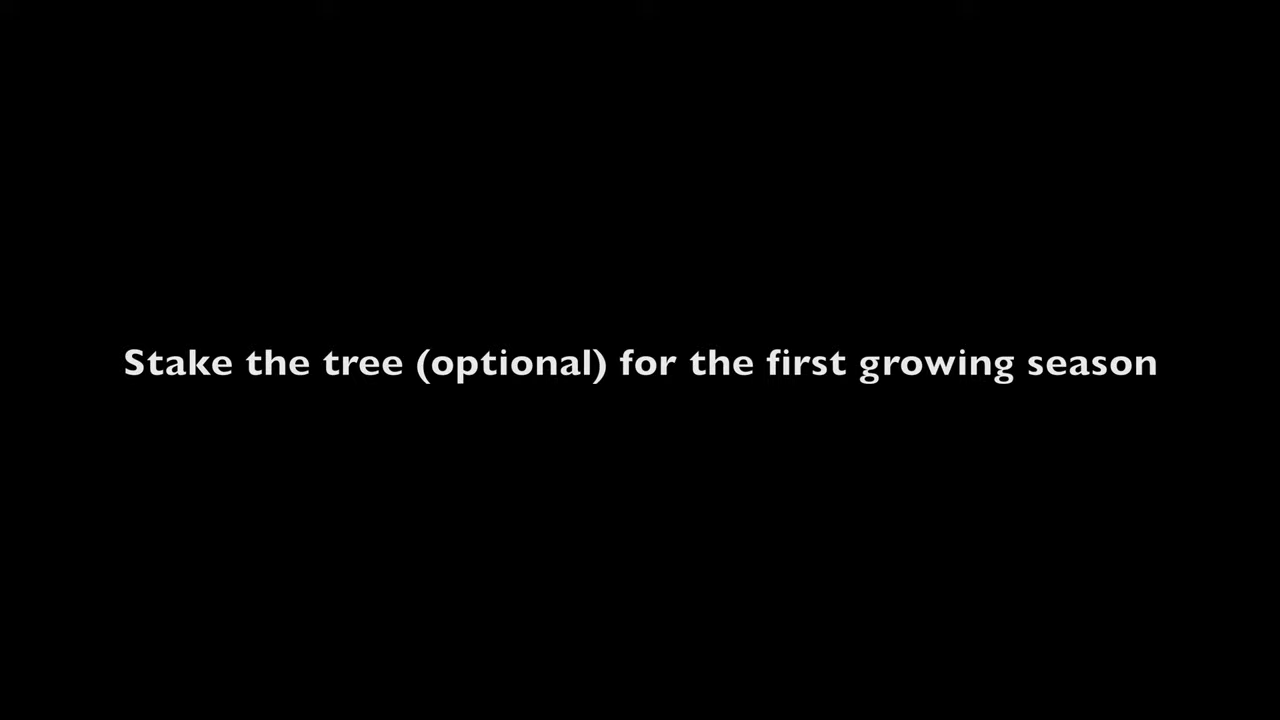 Stake the tree (optional) for the first growing season